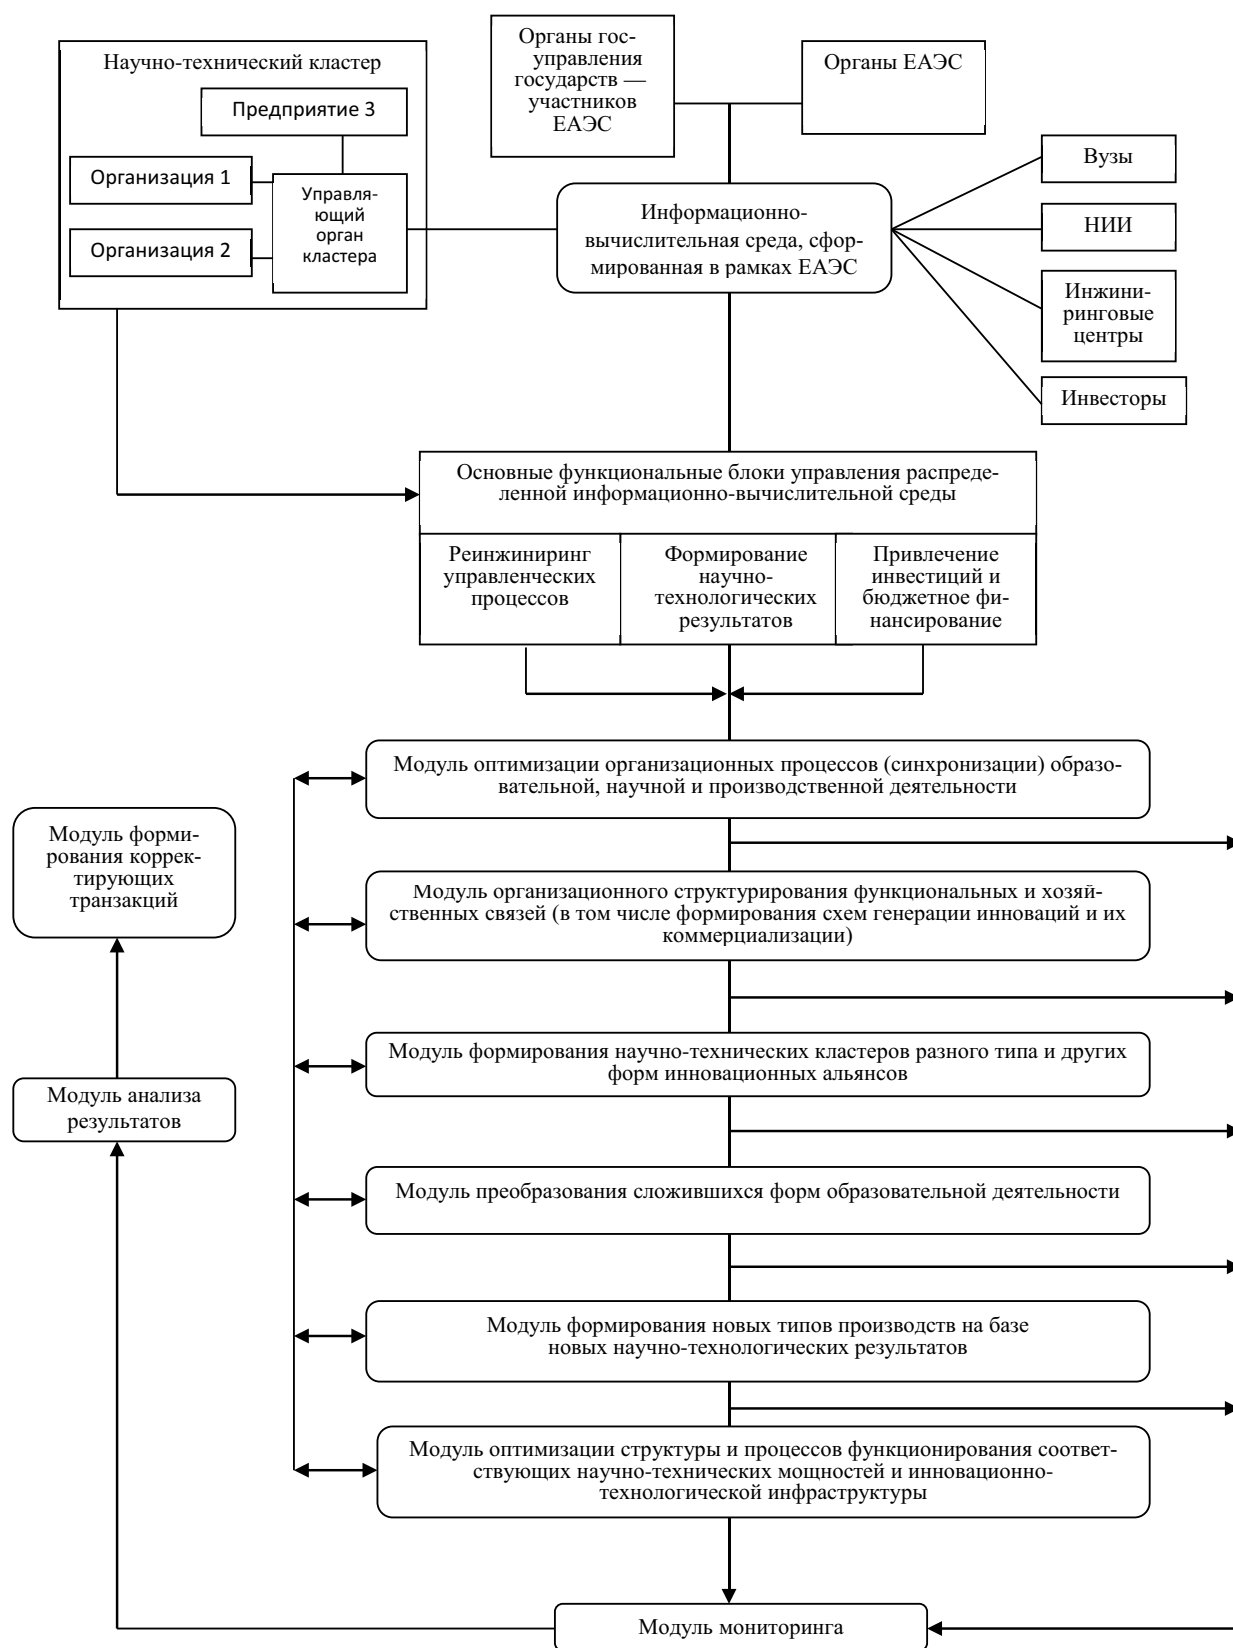 Научно-технический кластер
Предприятие 3
Организация 1
Организация 2
Управля-
ющий
орган
кластера
Органы гос-
управления
государств —
участников
ЕАЭС
Органы ЕАЭС
Информационно-
вычислительная среда, сфор-
мированная в рамках ЕАЭС
Вузы
НИИ
Инжини-
ринговые
центры
Инвесторы
Основные функциональные блоки управления распреде-
ленной информационно-вычислительной среды
Реинжиниринг
управленческих
процессов
Формирование
научно-
технологических
результатов
Привлечение
инвестиций и
бюджетное фи-
нансирование
Модуль оптимизации организационных процессов (синхронизации) образо-
вательной, научной и производственной деятельности
Модуль форми-
рования коррек-
тирующих
транзакций
Модуль организационного структурирования функциональных и хозяй-
ственных связей (в том числе формирования схем генерации инноваций и их
коммерциализации)
Модуль формирования научно-технических кластеров разного типа и других
форм инновационных альянсов
Модуль анализа
результатов
Модуль преобразования сложившихся форм образовательной деятельности
Модуль формирования новых типов производств на базе
новых научно-технологических результатов
Модуль оптимизации структуры и процессов функционирования соответ-
ствующих научно-технических мощностей и инновационно-
технологической инфраструктуры
Модуль мониторинга